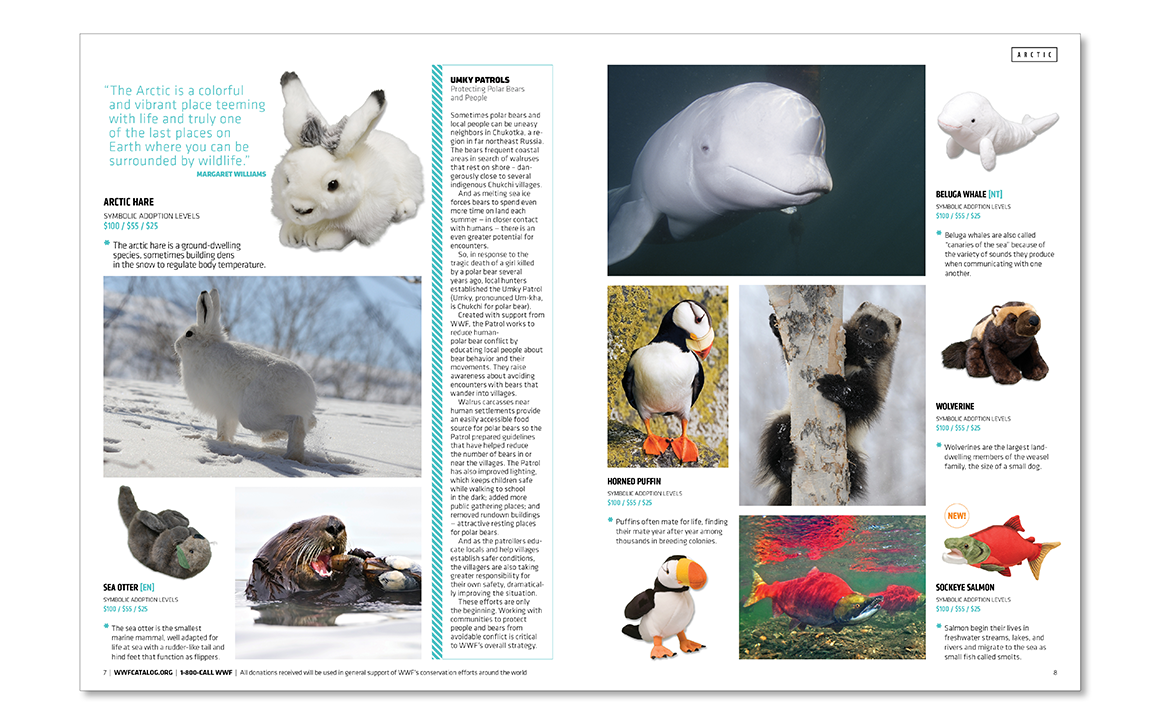 "The Arctic is a colorful
and vibrant place teeming
with life and truly one
of the last places on
Earth where you can be
surrounded by wildlife."
MARGARET WILLIAMS
ARCTIC HARE
SYMBOLIC ADOPTION LEVELS
$100 / $55 / $25
* The arctic hare is a ground-dwelling
species, sometimes building dens
in the snow to regulate body temperature.
SEA OTTER [EN]
SYMBOLIC ADOPTION LEVELS
$100 / $55 / $25
* The sea otter is the smallest
marine mammal, well adapted for
life at sea with a rudder-like tail and
hind feet that function as flippers.
UMKY PATROLS
Protecting Polar Bears
and People
Sometimes polar bears and
local people can be uneasy
neighbors in Chukotka, a re-
gion in far northeast Russia.
The bears frequent coastal
areas in search of walruses
that rest on shore – dan-
gerously close to several
indigenous Chukchi villages.
And as melting sea ice
forces bears to spend even
more time on land each
summer – in closer contact
with humans – there is an
even greater potential for
encounters.
So, in response to the
tragic death of a girl killed
by a polar bear several
years ago, local hunters
established the Umky Patrol
(Umky, pronounced Um-kha,
is Chukchi for polar bear).
Created with support from
WWF, the Patrol works to
reduce human-
polar bear conflict by
educating local people about
bear behavior and their
movements. They raise
awareness about avoiding
encounters with bears that
wander into villages.
Walrus carcasses near
human settlements provide
an easily accessible food
source for polar bears so the
Patrol prepared guidelines
that have helped reduce
the number of bears in or
near the villages. The Patrol
has also improved lighting,
which keeps children safe
while walking to school
in the dark; added more
public gathering places; and
removed rundown buildings
– attractive resting places
for polar bears.
And as the patrollers edu-
cate locals and help villages
establish safer conditions,
the villagers are also taking
greater responsibility for
their own safety, dramatical-
ly improving the situation.
These efforts are only
the beginning. Working with
communities to protect
people and bears from
avoidable conflict is critical
to WWF's overall strategy.
7 | WWFCATALOG.ORG | 1-800-CALL WWF | All donations received will be used in general support of WWF's conservation efforts around the world
ARCTIC
BELUGA WHALE [NT]
SYMBOLIC ADOPTION LEVELS
$100 / $55 / $25
* Beluga whales are also called
"canaries of the sea" because of
the variety of sounds they produce
when communicating with one
another.
HORNED PUFFIN
SYMBOLIC ADOPTION LEVELS
$100 / $55 / $25
* Puffins often mate for life, finding
their mate year after year among
thousands in breeding colonies.
WOLVERINE
SYMBOLIC ADOPTION LEVELS
$100 / $55 / $25
* Wolverines are the largest land-
dwelling members of the weasel
family, the size of a small dog.
NEW!
SOCKEYE SALMON
SYMBOLIC ADOPTION LEVELS
$100 / $55 / $25
* Salmon begin their lives in
freshwater streams, lakes, and
rivers and migrate to the sea as
small fish called smolts.
8